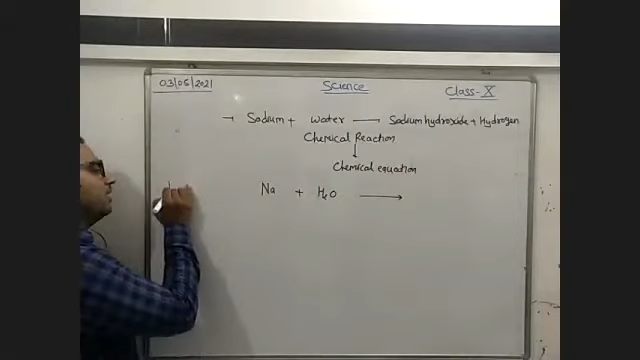 03/05/2021 Science Class-X
→ Sodium + water → Sodium hydroxide + Hydrogen
Chemical Reaction
↓
Chemical equation
Na + H₂O →